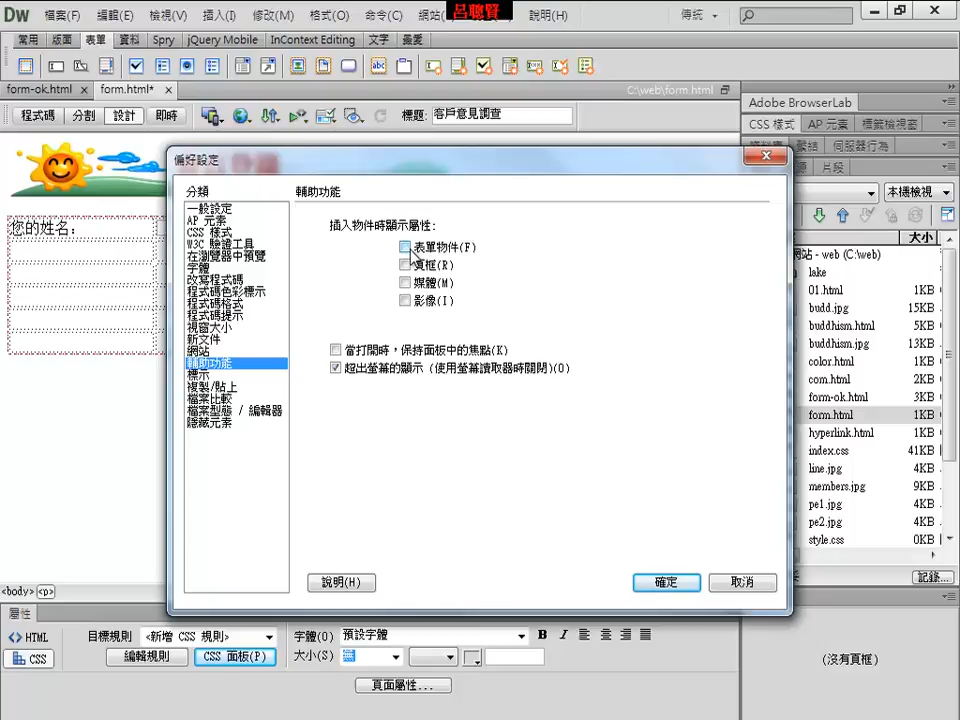 Dw 檔案(F) 編輯(E) 檢視(V) 插入(I) 修改(M) 格式(O) 命令(C) 網站( 呂聰賢 說明(H) 傳統
常用 版面 表單 資料 Spry jQuery Mobile InContext Editing 文字 最愛
form-ok.html form.html* C:\web\form.html
程式碼 分割 設計 即時 標題: 客戶意見調查
Adobe BrowserLab
CSS 樣式 AP 元素 標籤檢視窗
繫結 伺服器行為
片段
本機檢視
大小
網站 - web (C:\web)
lake
01.html 1KB
budd.jpg 15KB
buddhism.html 5KB
buddhism.jpg 13KB
color.html 1KB
com.html 2KB
form-ok.html 3KB
form.html 1KB
hyperlink.html 1KB
index.css 41KB
line.jpg 4KB
members.jpg 9KB
pe1.jpg 4KB
pe2.jpg 4KB
style.css 0KB
記錄...
您的姓名:
偏好設定
分類
一般設定
AP 元素
CSS 樣式
W3C 驗證工具
在瀏覽器中預覽
字體
改寫程式碼
程式碼色彩標示
程式碼格式
程式碼提示
視窗大小
新文件
網站
輔助功能
標示
複製/貼上
檔案比較
檔案型態 / 編輯器
隱藏元素
輔助功能
插入物件時顯示屬性:
表單物件(F)
頁框(R)
媒體(M)
影像(I)
當打開時，保持面板中的焦點(K)
超出螢幕的顯示 (使用螢幕讀取器時關閉)(O)
說明(H) 確定 取消
<body> <p>
屬性
<> HTML 目標規則 <新增 CSS 規則> 字體(O) 預設字體 B I
CSS 編輯規則 CSS 面板(P) 大小(S) 無
頁面屬性...
(沒有頁框)